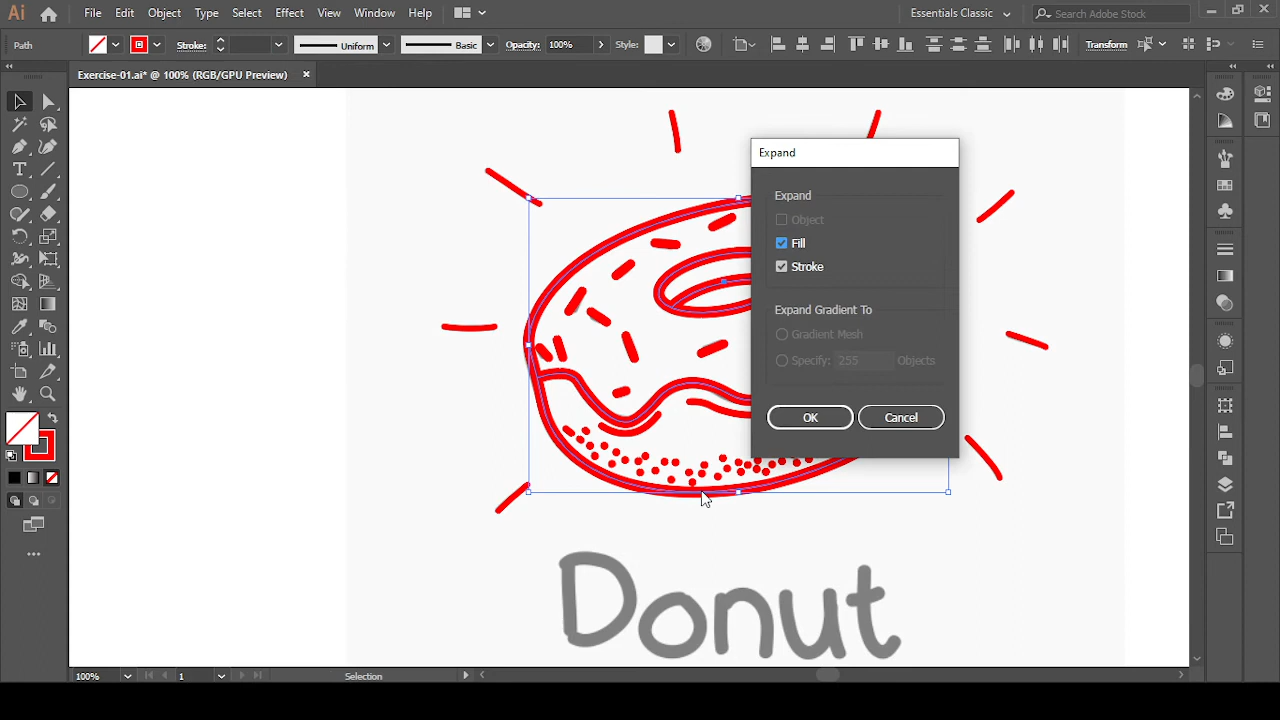 Ai File Edit Object Type Select Effect View Window Help Essentials Classic Search Adobe Stock
Path Stroke: Uniform Basic Opacity: 100% Style: Transform
Exercise-01.ai* @ 100% (RGB/GPU Preview)
Expand
Expand
Object
Fill
Stroke
Expand Gradient To
Gradient Mesh
Specify: 255 Objects
OK Cancel
Donut
100% 1 Selection